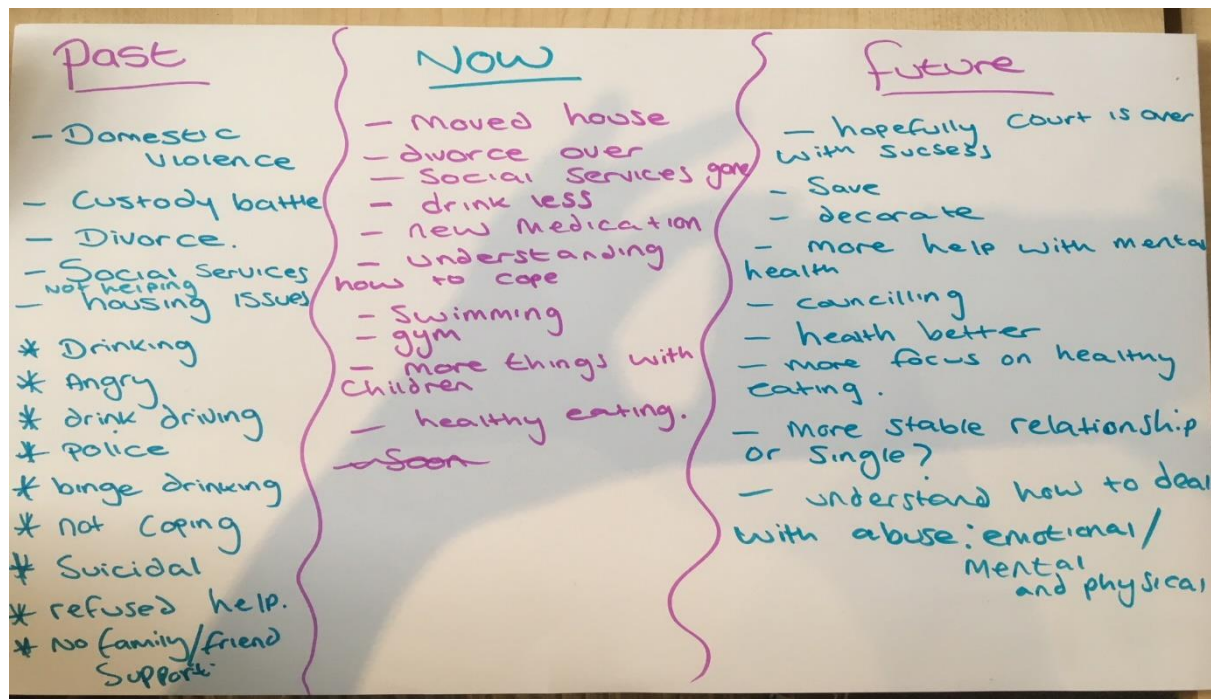 Past
- Domestic
violence
- Custody battle
- Divorce.
- Social Services
not helping
- housing issues
* Drinking
* Angry
* drink driving
* police
* binge drinking
* not coping
* Suicidal
* refused help.
* No family/friend
Support
Now
- moved house
- divorce over
- Social Services gone
- drink less
- new medication
- understanding
how to cope
- Swimming
- gym
- more things with
Children
- healthy eating.
- Soon
future
- hopefully Court is over
with sucsess
- Save
- decorate
- more help with mental
health
- councilling
- health better
- more focus on healthy
eating.
- More stable relationship
or Single?
- understand how to deal
with abuse: emotional/
Mental
and physical